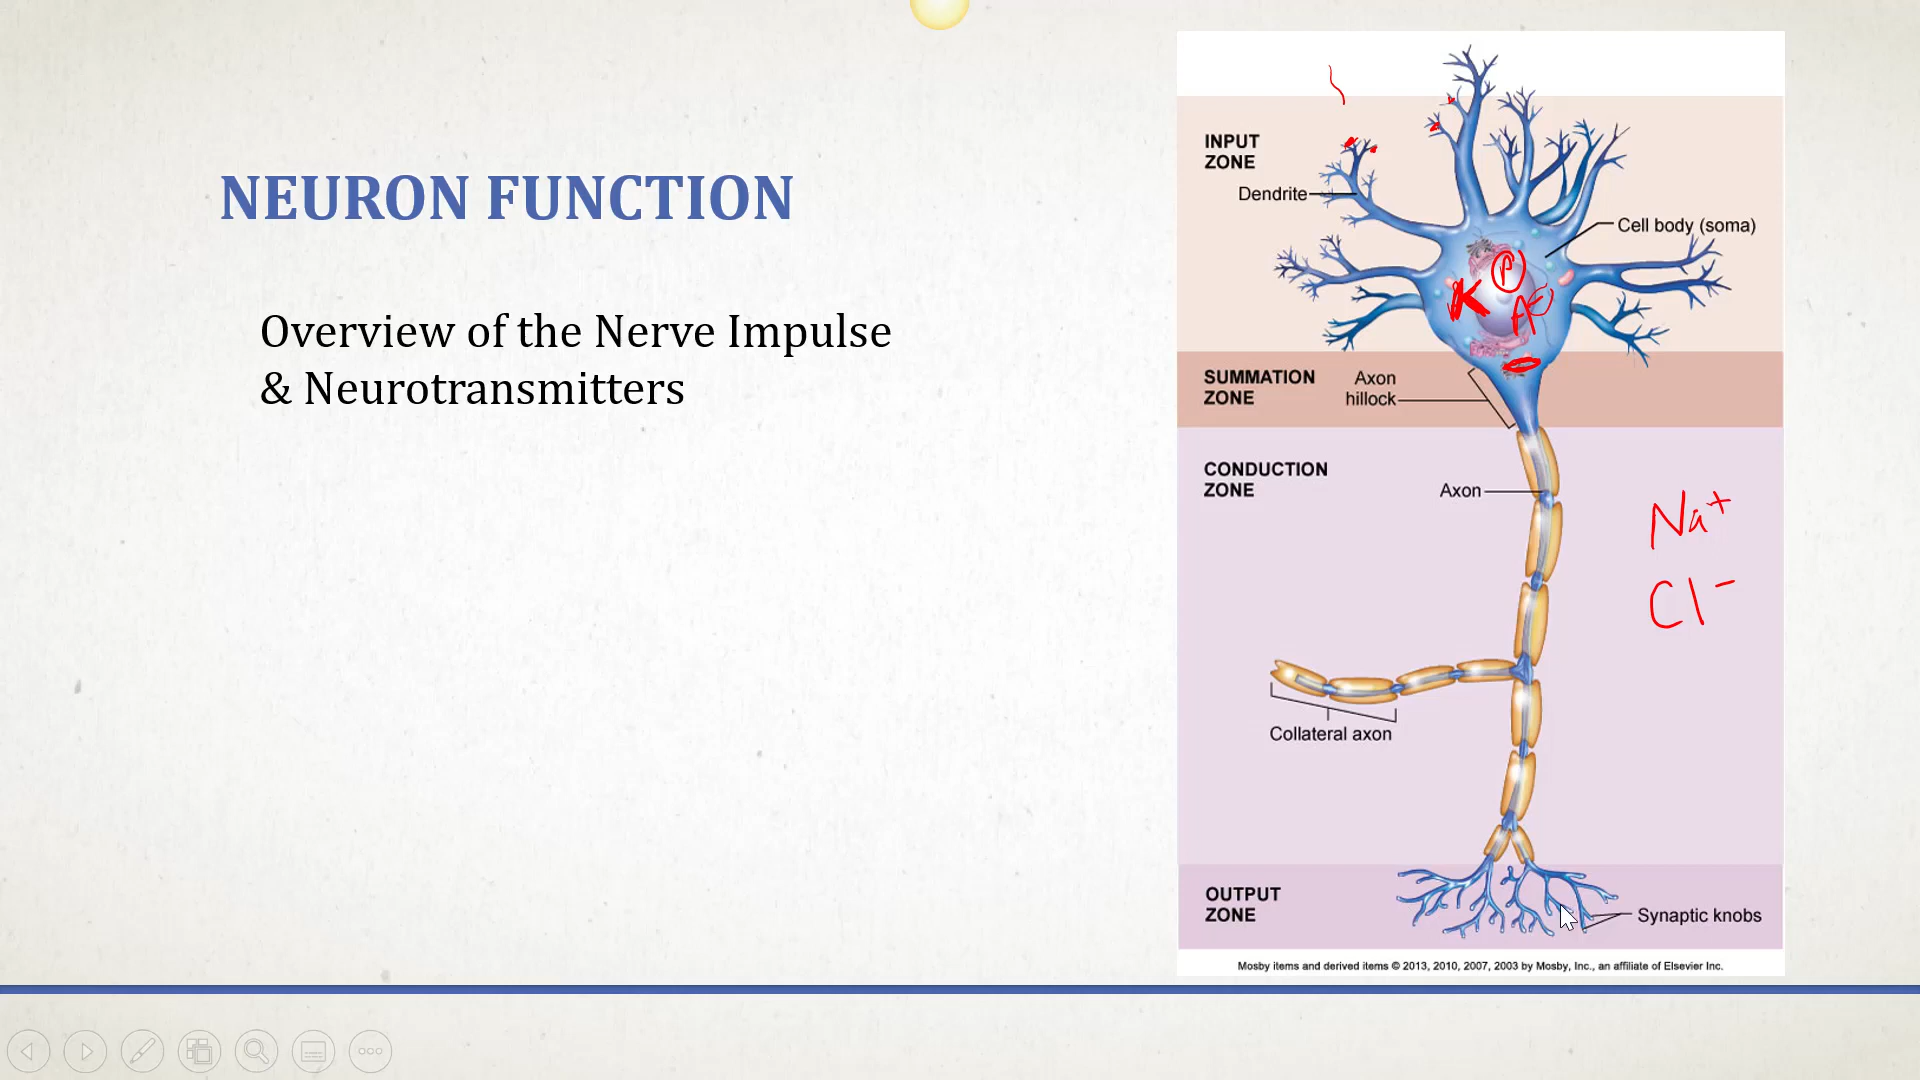 NEURON FUNCTION
Overview of the Nerve Impulse
& Neurotransmitters
INPUT
ZONE
Dendrite
Cell body (soma)
K
P
SUMMATION
ZONE
Axon
hillock
CONDUCTION
ZONE
Axon
Na+
Cl-
Collateral axon
OUTPUT
ZONE
Synaptic knobs
Mosby items and derived items © 2013, 2010, 2007, 2003 by Mosby, Inc., an affiliate of Elsevier Inc.